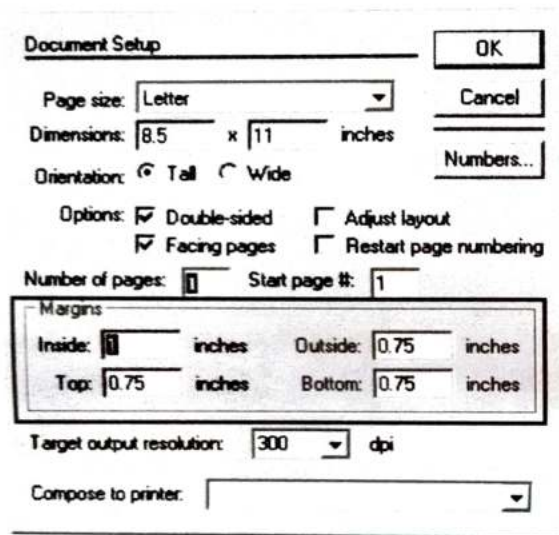 Document Setup
OK
Page size: Letter
Cancel
Dimensions: 8.5 x 11 inches
Numbers...
Orientation: Tall Wide
Options: Double-sided Adjust layout
Facing pages Restart page numbering
Number of pages: 1 Start page #: 1
Margins
Inside: 1 inches Outside: 0.75 inches
Top: 0.75 inches Bottom: 0.75 inches
Target output resolution: 300 dpi
Compose to printer: